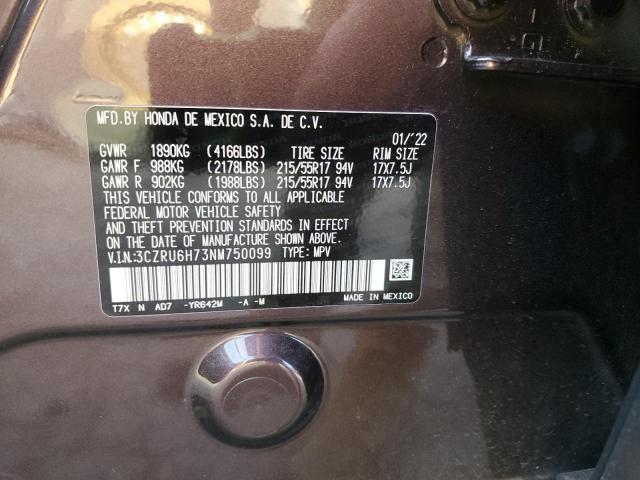 MFD.BY HONDA DE MEXICO S.A. DE C.V.
01/'22
GVWR 1890KG (4166LBS) TIRE SIZE RIM SIZE
GAWR F 988KG (2178LBS) 215/55R17 94V 17X7.5J
GAWR R 902KG (1988LBS) 215/55R17 94V 17X7.5J
THIS VEHICLE CONFORMS TO ALL APPLICABLE
FEDERAL MOTOR VEHICLE SAFETY
AND THEFT PREVENTION STANDARDS IN EFFECT
ON THE DATE OF MANUFACTURE SHOWN ABOVE.
V.I.N:3CZRU6H73NM750099 TYPE: MPV
T7X N AD7 -YR642M -A -M MADE IN MEXICO